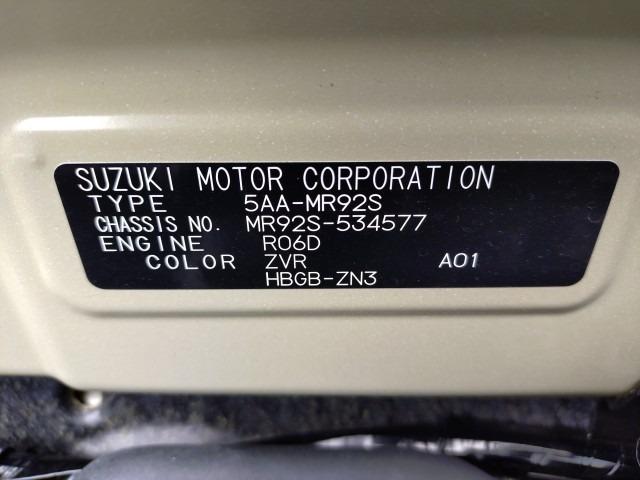 SUZUKI MOTOR CORPORATION
TYPE 5AA-MR92S
CHASSIS NO. MR92S-534577
ENGINE R06D
COLOR ZVR A01
HBGB-ZN3